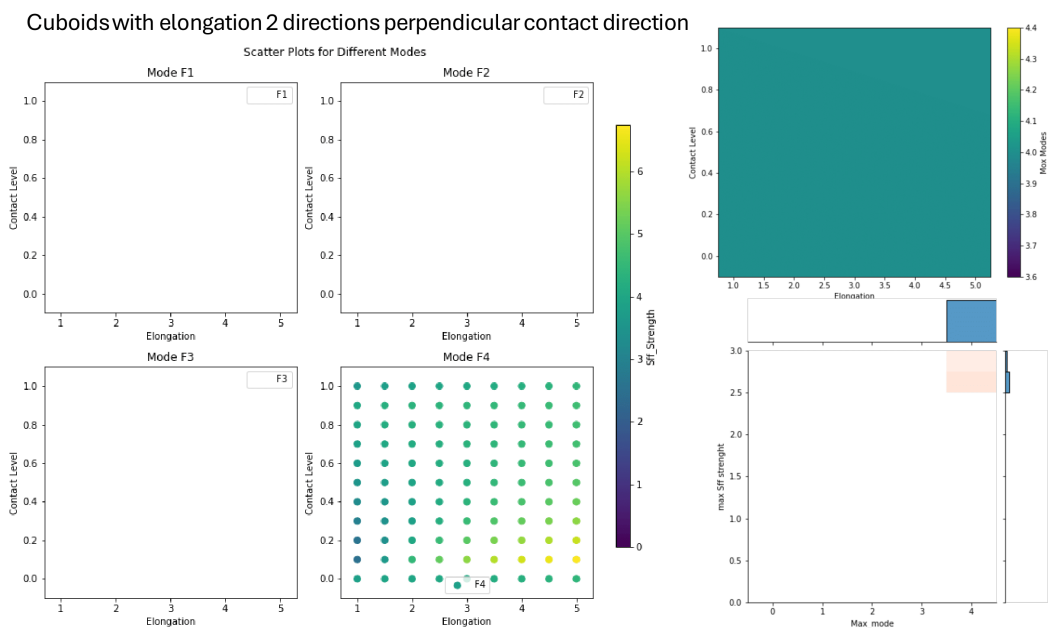 Cuboids with elongation 2 directions perpendicular contact direction
Scatter Plots for Different Modes
Mode F1
F1
1.0
0.8
0.6
0.4
0.2
0.0
Contact Level
1 2 3 4 5
Elongation
Mode F2
F2
1.0
0.8
0.6
0.4
0.2
0.0
Contact Level
1 2 3 4 5
Elongation
Mode F3
F3
1.0
0.8
0.6
0.4
0.2
0.0
Contact Level
1 2 3 4 5
Elongation
Mode F4
1.0
0.8
0.6
0.4
0.2
0.0
Contact Level
F4
1 2 3 4 5
Elongation
6
5
4
3
2
1
0
Sff_Strength
1.0
0.8
0.6
0.4
0.2
0.0
Contact Level
1.0 1.5 2.0 2.5 3.0 3.5 4.0 4.5 5.0
Elongation
4.4
4.3
4.2
4.1
4.0
3.9
3.8
3.7
3.6
Mox Modes
3.0
2.5
2.0
1.5
1.0
0.5
0.0
max Sff strenght
0 1 2 3 4
Max_mode